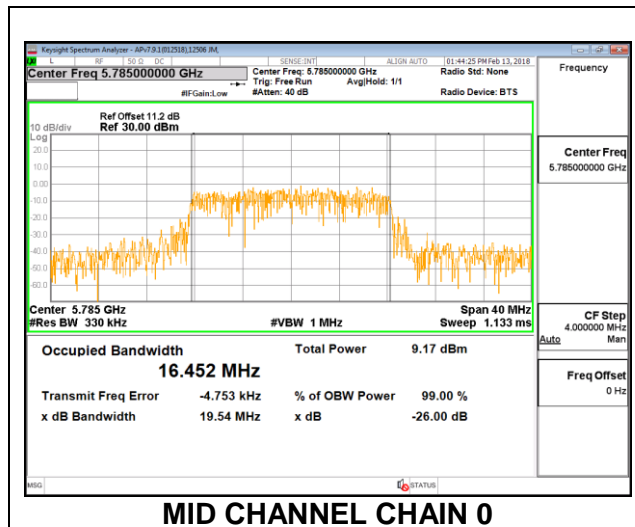 Keysight Spectrum Analyzer - APv7.9.1(012518),12506 JM,
L RF 50 Ω DC SENSE:INT ALIGN AUTO 01:44:25 PM Feb 13, 2018
Center Freq 5.785000000 GHz
Center Freq: 5.785000000 GHz
Radio Std: None
Trig: Free Run Avg|Hold: 1/1
#IFGain:Low #Atten: 40 dB Radio Device: BTS
Frequency
Ref Offset 11.2 dB
10 dB/div Ref 30.00 dBm
Log
20.0
10.0
0.00
-10.0
-20.0
-30.0
-40.0
-50.0
-60.0
Center 5.785 GHz Span 40 MHz
#Res BW 330 kHz #VBW 1 MHz Sweep 1.133 ms
Occupied Bandwidth Total Power 9.17 dBm
16.452 MHz
Transmit Freq Error -4.753 kHz % of OBW Power 99.00 %
x dB Bandwidth 19.54 MHz x dB -26.00 dB
Center Freq
5.785000000 GHz
CF Step
4.000000 MHz
Auto Man
Freq Offset
0 Hz
MSG STATUS
MID CHANNEL CHAIN 0